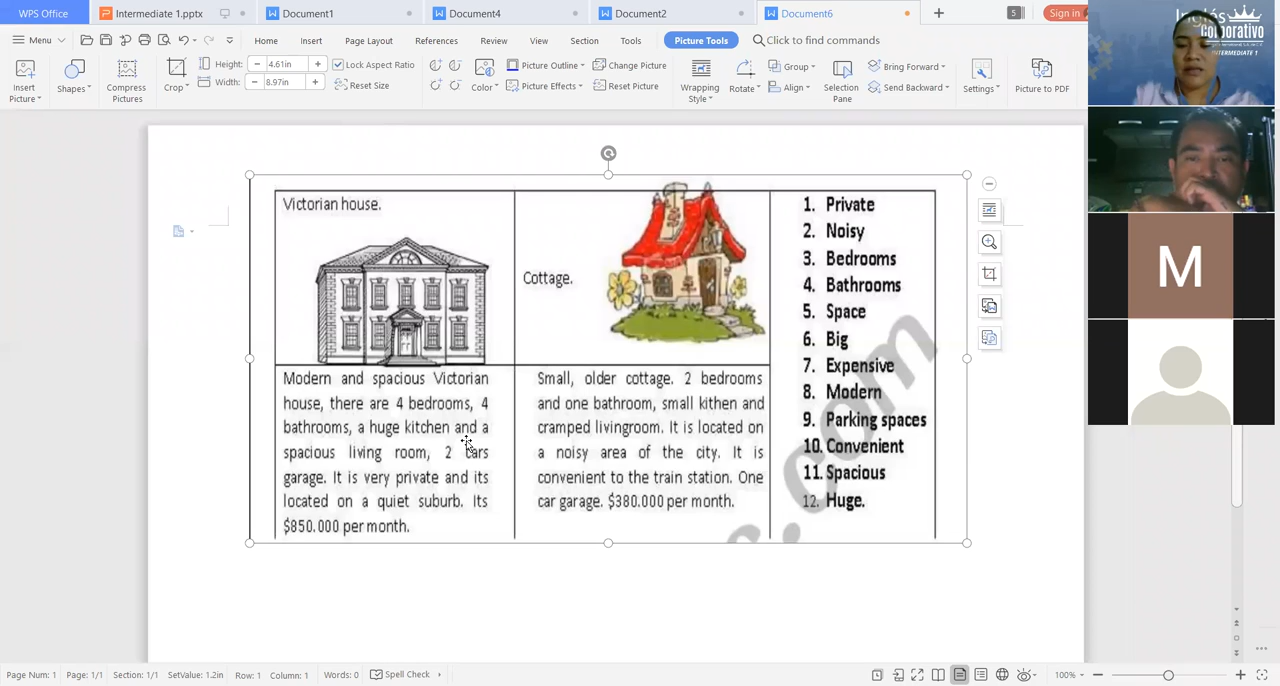 WPS Office
Intermediate 1.pptx
Document1
Document4
Document2
Document6
5
Sign in
Menu
Home
Insert
Page Layout
References
Review
View
Section
Tools
Picture Tools
Click to find commands
Insert
Picture
Shapes
Compress
Pictures
Crop
Height:
4.61in
Width:
8.97in
Lock Aspect Ratio
Reset Size
Color
Picture Outline
Picture Effects
Change Picture
Reset Picture
Wrapping
Style
Rotate
Group
Align
Selection
Pane
Bring Forward
Send Backward
Settings
Picture to PDF
Inglés
Corporativo
INTERMEDIATE 1
M
Victorian house.
Cottage.
Modern and spacious Victorian
house, there are 4 bedrooms, 4
bathrooms, a huge kitchen and a
spacious living room, 2 cars
garage. It is very private and its
located on a quiet suburb. Its
$850.000 per month.
Small, older cottage. 2 bedrooms
and one bathroom, small kithen and
cramped livingroom. It is located on
a noisy area of the city. It is
convenient to the train station. One
car garage. $380.000 per month.
1. Private
2. Noisy
3. Bedrooms
4. Bathrooms
5. Space
6. Big
7. Expensive
8. Modern
9. Parking spaces
10. Convenient
11. Spacious
12. Huge.
s.com
Page Num: 1
Page: 1/1
Section: 1/1
SetValue: 1.2in
Row: 1
Column: 1
Words: 0
Spell Check
100%